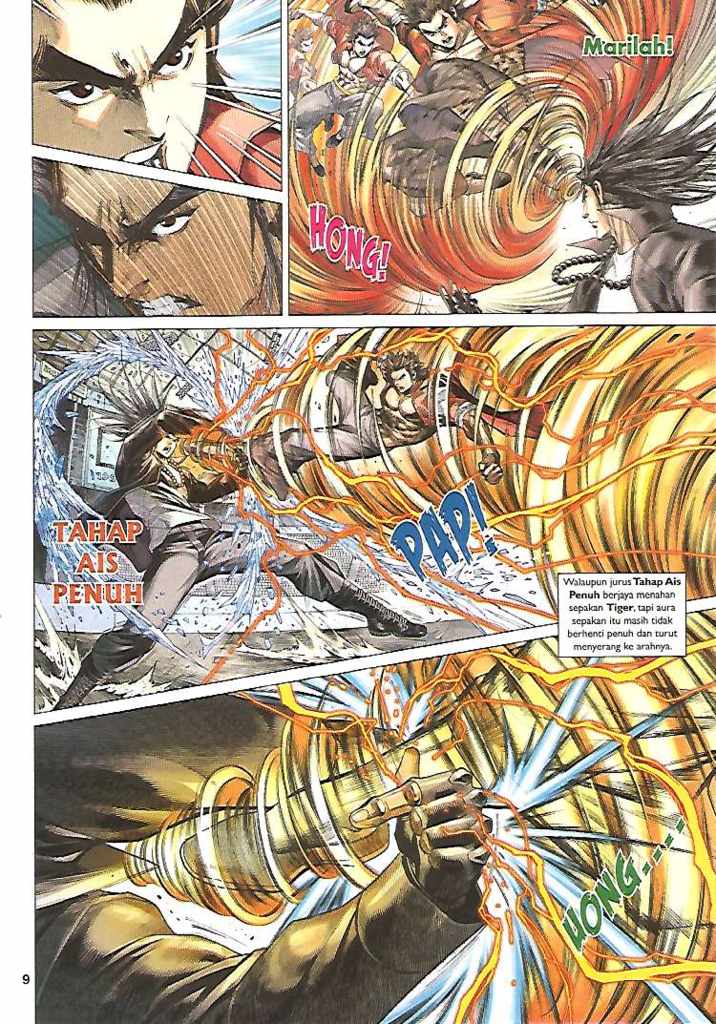 Marilah!
HONG!
TAHAP
AIS
PENUH
PAP!
Walaupun jurus Tahap Ais
Penuh berjaya menahan
sepakan Tiger, tapi aura
sepakan itu masih tidak
berhenti penuh dan turut
menyerang ke arahnya.
UONG....
9